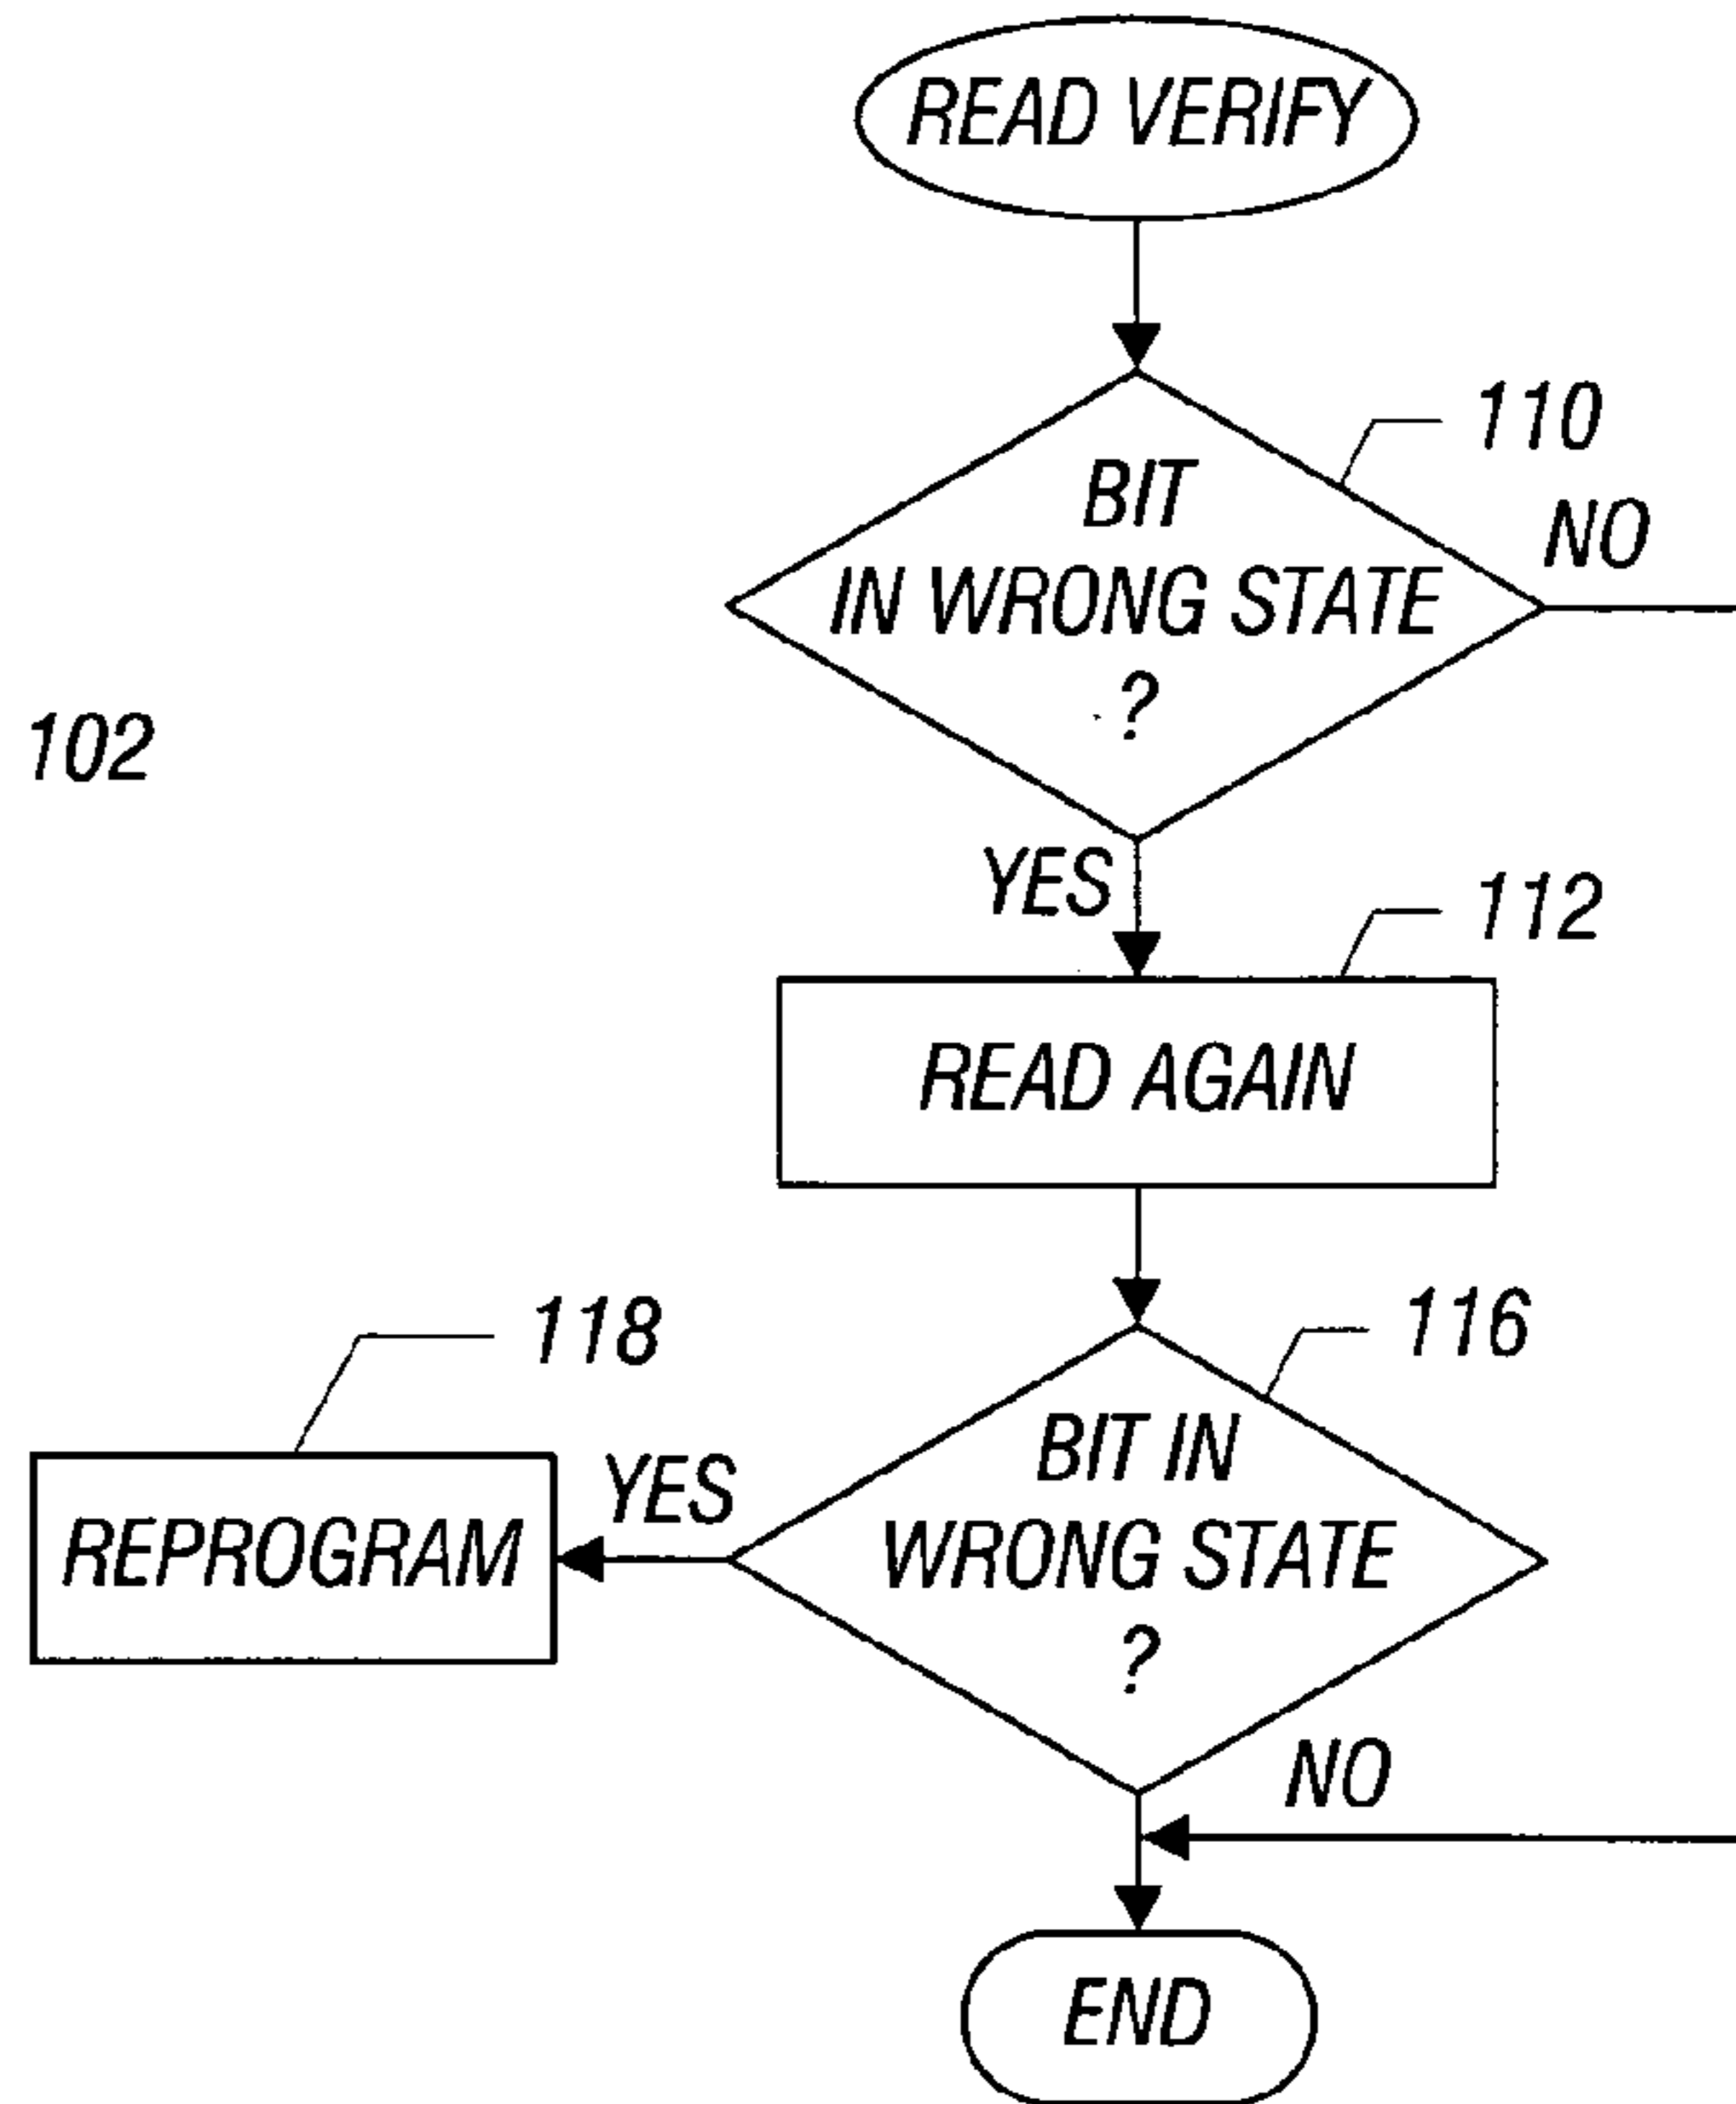 READ VERIFY
110
BIT
IN WRONG STATE
?
NO
102
YES
112
READ AGAIN
118
116
BIT IN
WRONG STATE
?
YES
REPROGRAM
NO
END